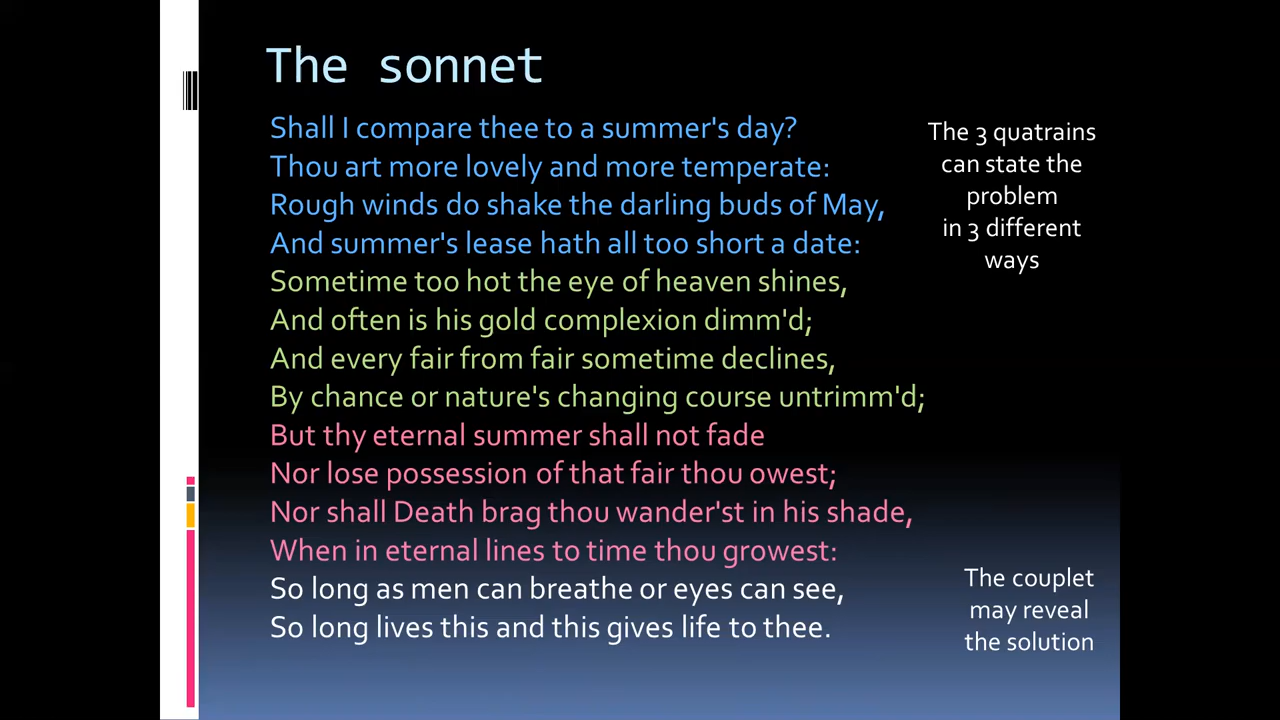 The sonnet
Shall I compare thee to a summer's day?
Thou art more lovely and more temperate:
Rough winds do shake the darling buds of May,
And summer's lease hath all too short a date:
Sometime too hot the eye of heaven shines,
And often is his gold complexion dimm'd;
And every fair from fair sometime declines,
By chance or nature's changing course untrimm'd;
But thy eternal summer shall not fade
Nor lose possession of that fair thou owest;
Nor shall Death brag thou wander'st in his shade,
When in eternal lines to time thou growest:
So long as men can breathe or eyes can see,
So long lives this and this gives life to thee.
The 3 quatrains
can state the
problem
in 3 different
ways
The couplet
may reveal
the solution